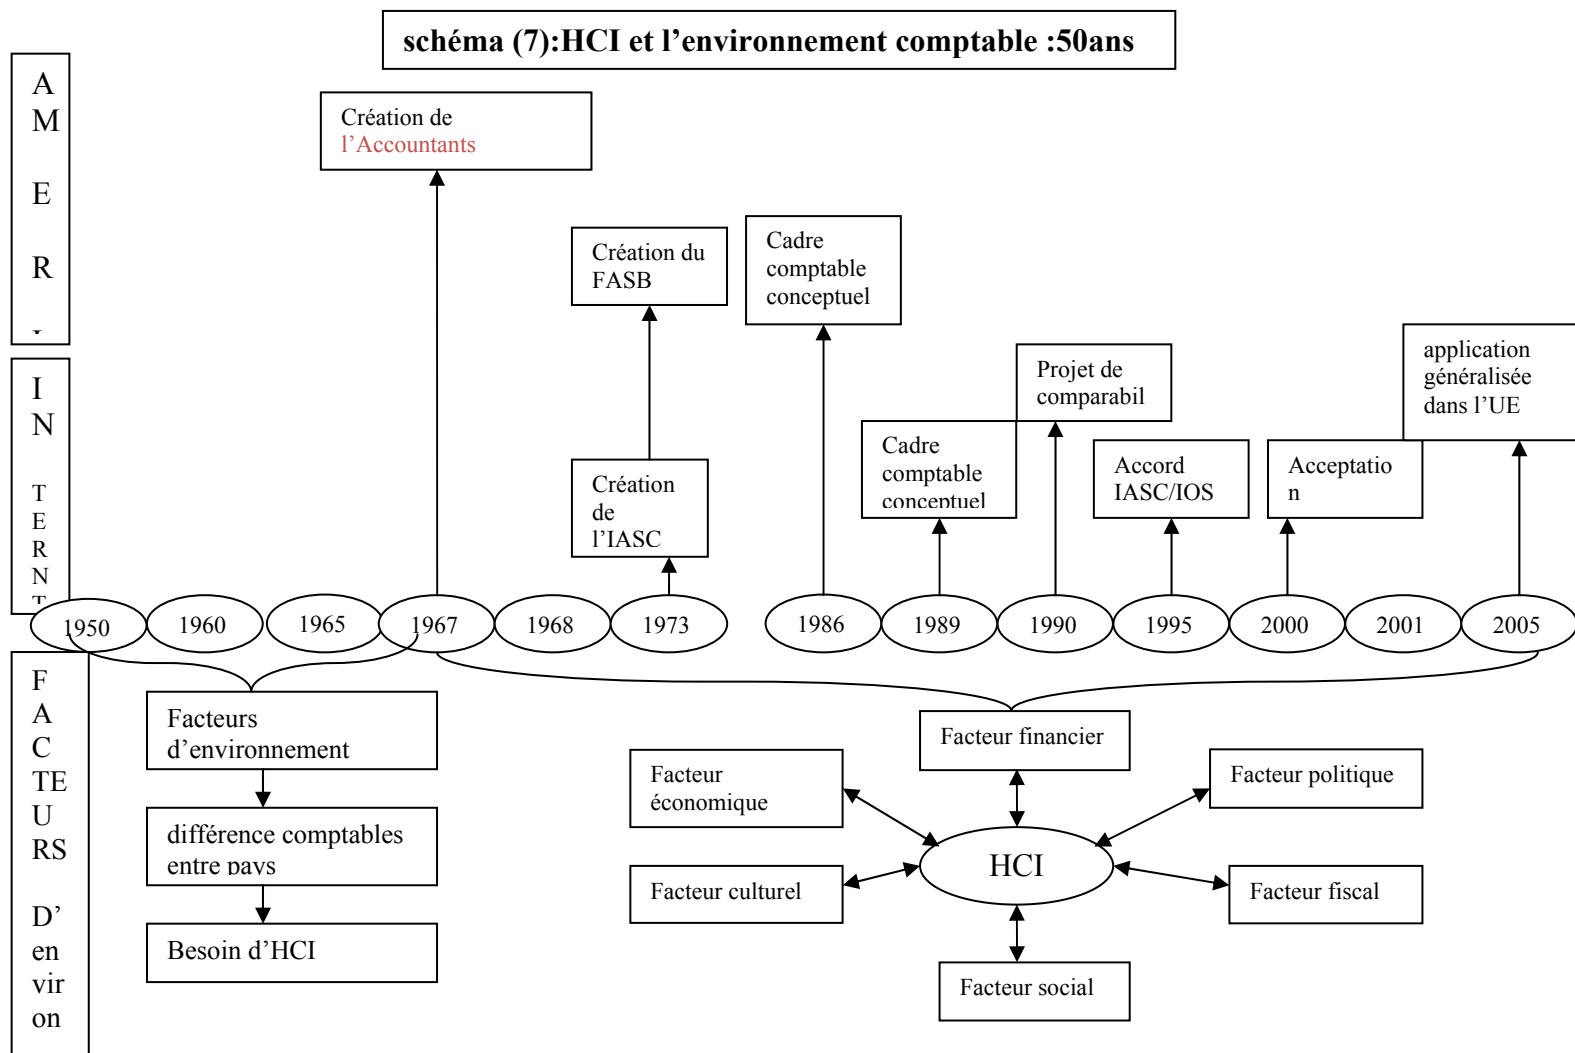 schéma (7):HCI et l'environnement comptable :50ans
A
M
E
R
Création de
l'Accountants
Création du
FASB
Cadre
comptable
conceptuel
IN
TERN
Création
de
l'IASC
Cadre
comptable
conceptuel
Projet de
comparabil
Accord
IASC/IOS
Acceptatio
n
application
généralisée
dans l'UE
1950
1960
1965
1967
1968
1973
1986
1989
1990
1995
2000
2001
2005
F
A
C
TE
U
RS
D'
en
vir
on
Facteurs
d'environnement
différence comptables
entre pays
Besoin d'HCI
Facteur financier
Facteur
économique
Facteur politique
HCI
Facteur culturel
Facteur fiscal
Facteur social